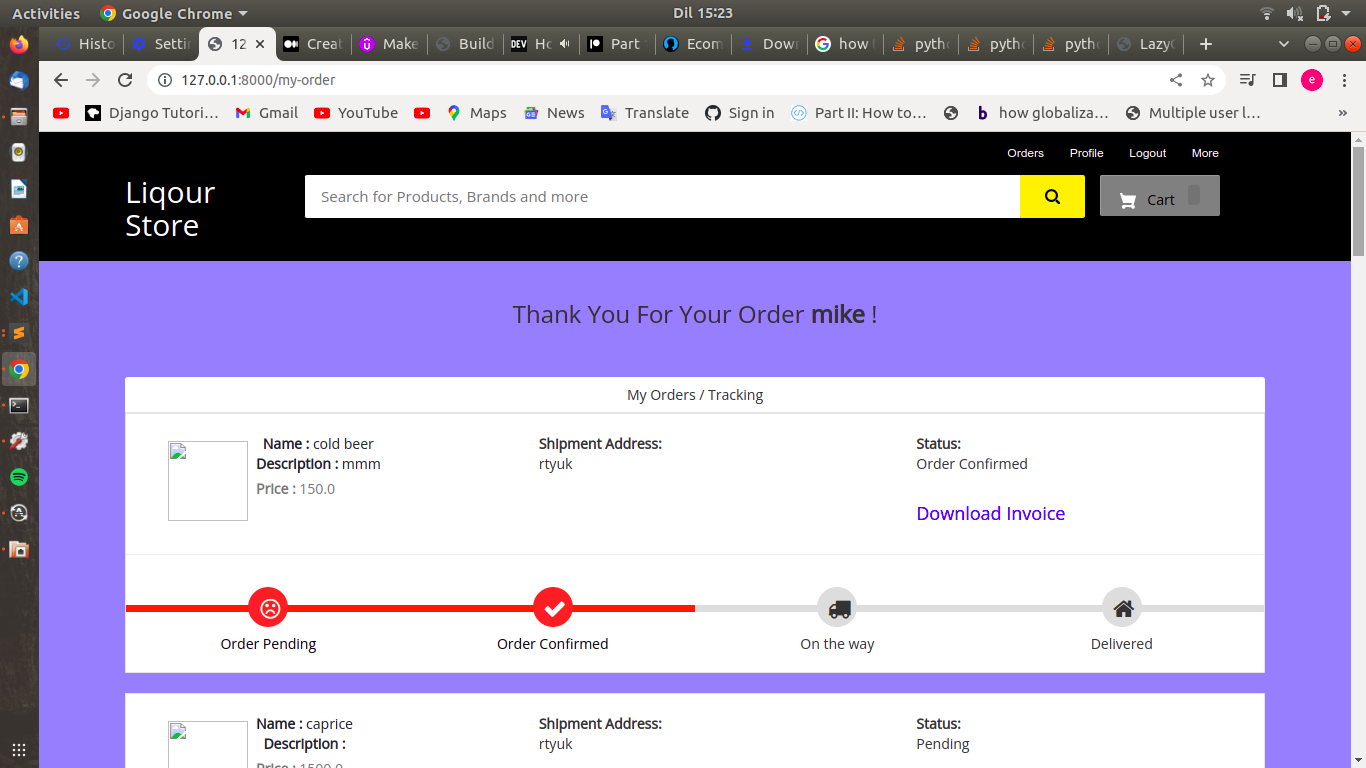 Activities
Google Chrome
Dil 15:23
Histo
Settin
12
Creat
Make
Build
DEV
Ho
Part
Ecom
Down
how
pytho
pytho
pytho
LazyC
127.0.0.1:8000/my-order
e
Django Tutori...
Gmail
YouTube
Maps
News
Translate
Sign in
Part II: How to...
b
how globaliza...
Multiple user l...
»
Orders
Profile
Logout
More
Liqour
Store
Search for Products, Brands and more
Cart
Thank You For Your Order mike !
My Orders / Tracking
Name : cold beer
Description : mmm
Price : 150.0
Shipment Address:
rtyuk
Status:
Order Confirmed
Download Invoice
Order Pending
Order Confirmed
On the way
Delivered
Name : caprice
Description :
Price : 1500.0
Shipment Address:
rtyuk
Status:
Pending